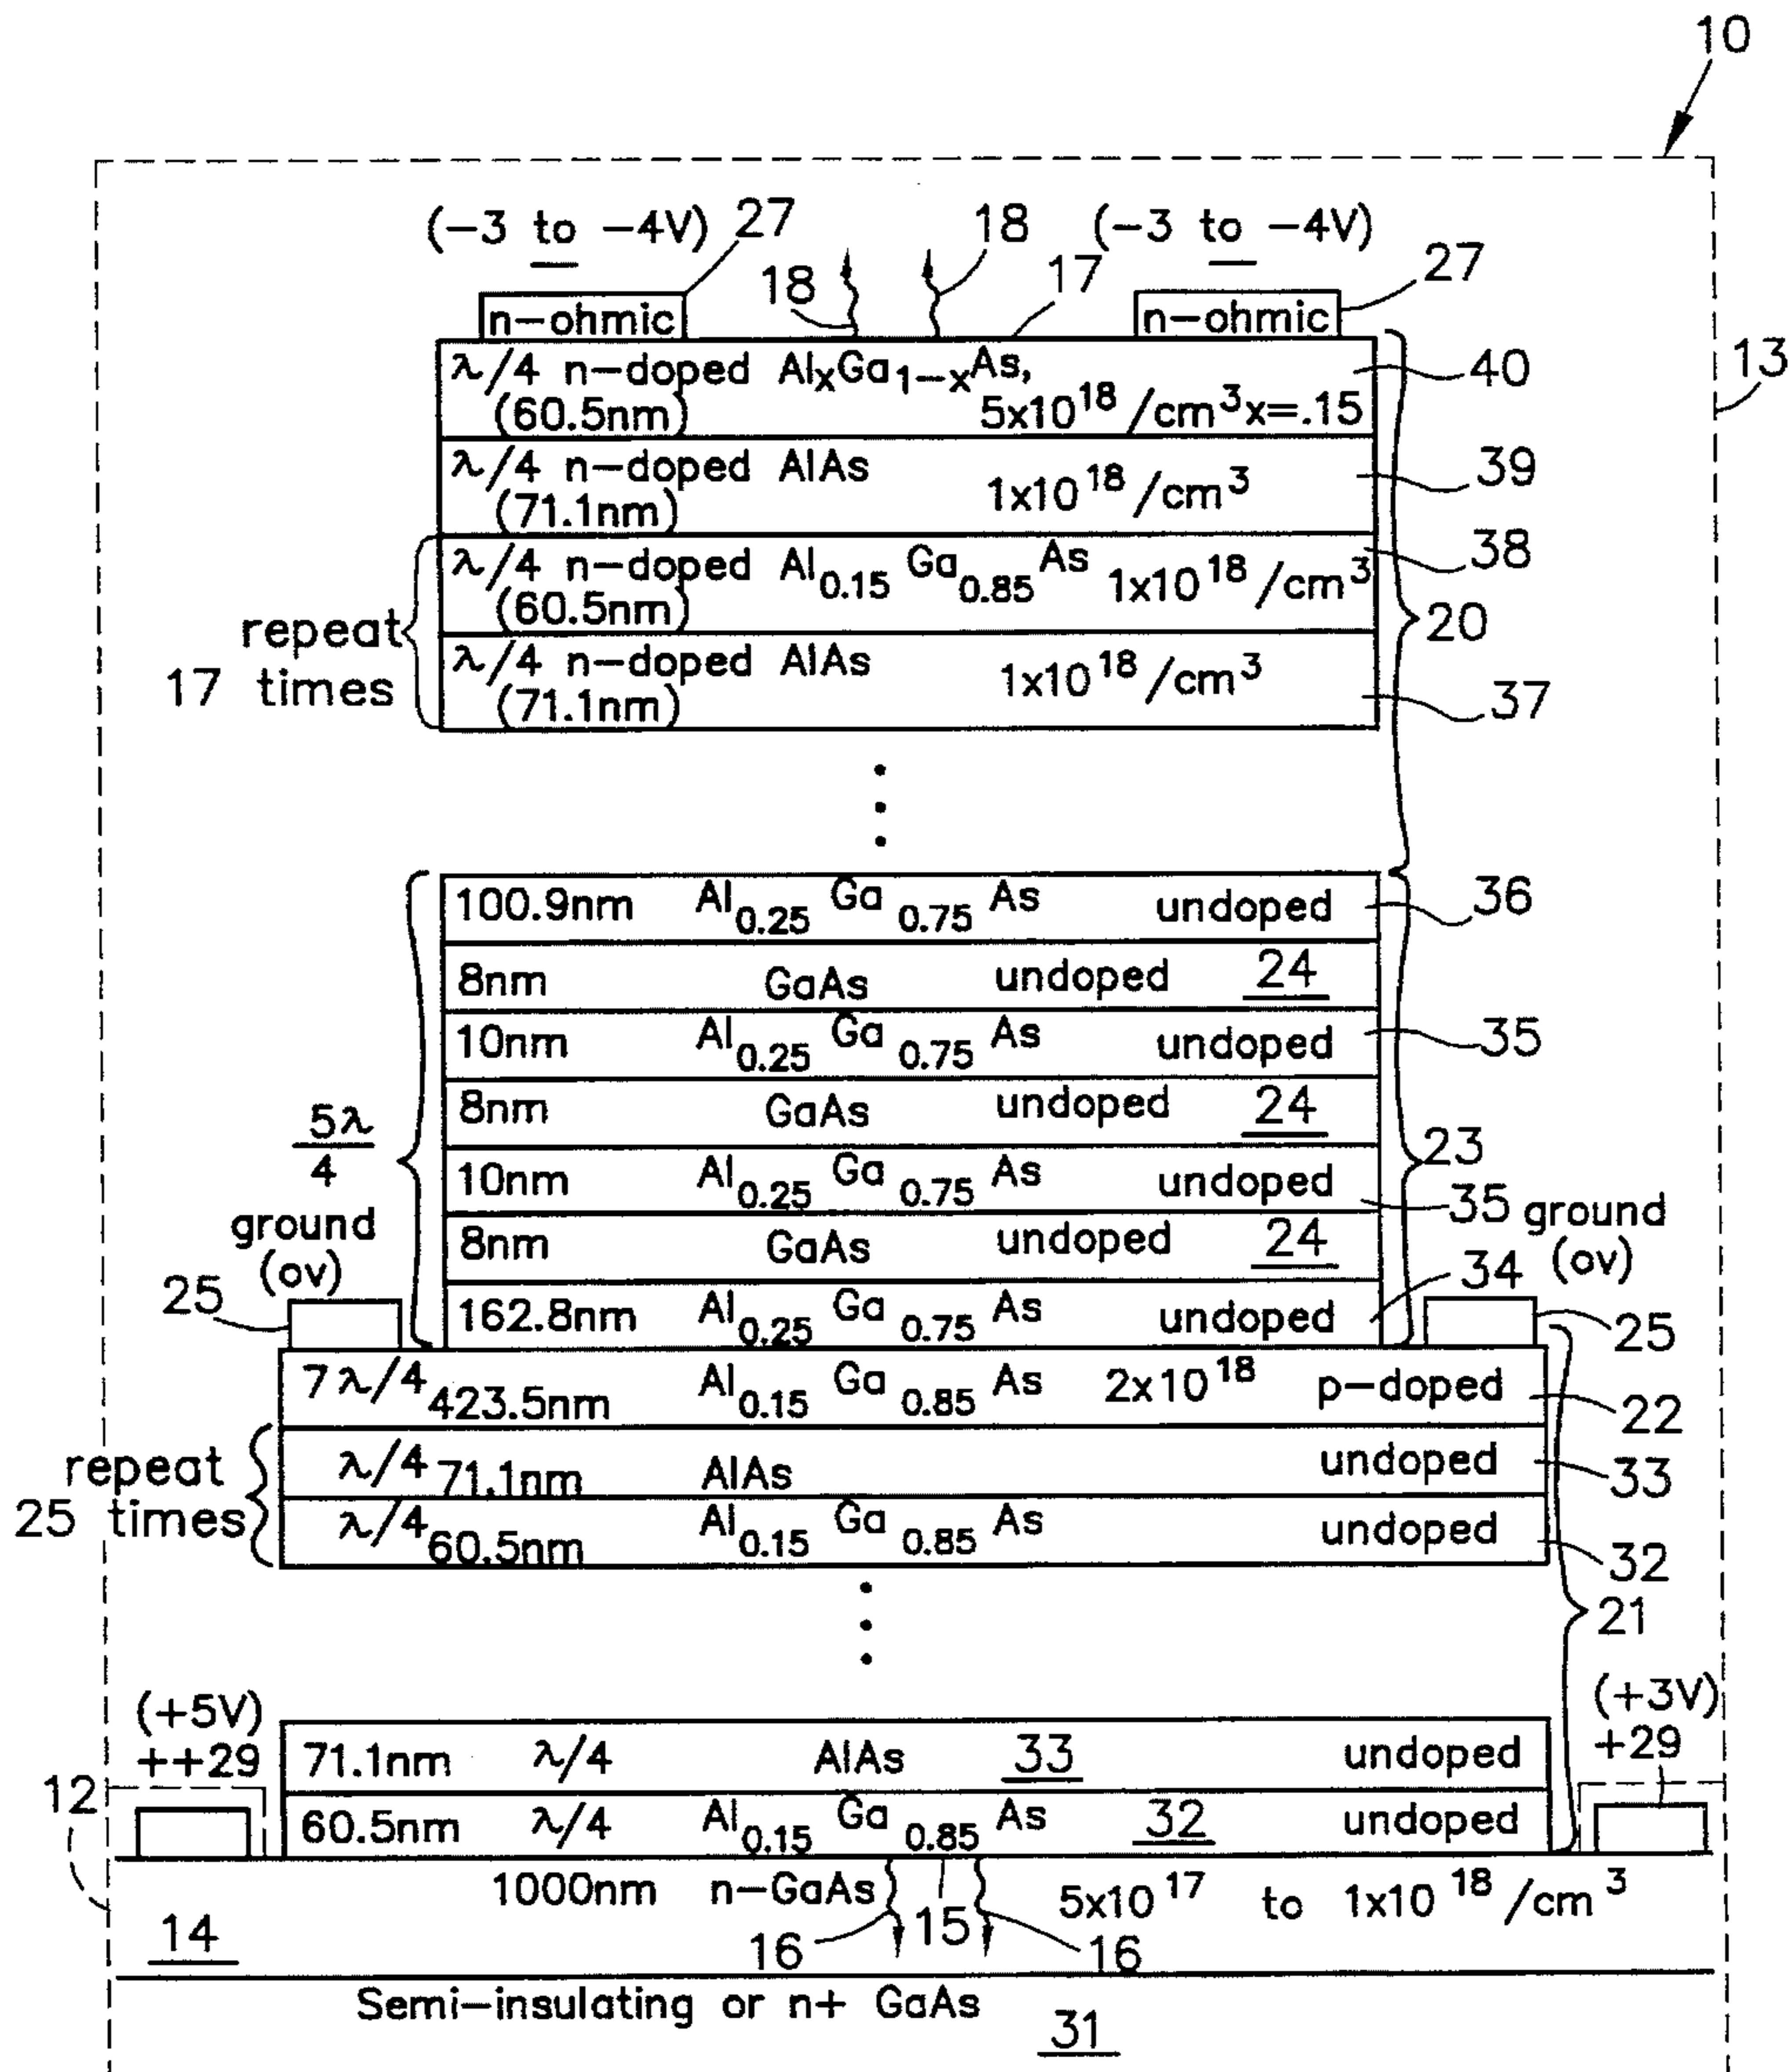 10
(-3 to -4V) 27 18 (-3 to -4V)
18 17 27
n-ohmic n-ohmic
13
λ/4 n-doped AlxGa1-xAs, 40
(60.5nm) 5x10^18/cm^3 x=.15
λ/4 n-doped AlAs 1x10^18/cm^3 39
(71.1nm)
λ/4 n-doped Al0.15 Ga0.85 As 1x10^18/cm^3 38
(60.5nm)
repeat 17 times
20
λ/4 n-doped AlAs 1x10^18/cm^3
(71.1nm) 37
100.9nm Al0.25 Ga0.75 As undoped 36
8nm GaAs undoped 24
10nm Al0.25 Ga0.75 As undoped 35
8nm GaAs undoped 24
5λ/4
23
10nm Al0.25 Ga0.75 As undoped 35
ground (ov) ground (ov)
8nm GaAs undoped 24
25 162.8nm Al0.25 Ga0.75 As undoped 34
25
7λ/4 423.5nm Al0.15 Ga0.85 As 2x10^18 p-doped 22
repeat 25 times
λ/4 71.1nm AlAs undoped 33
λ/4 60.5nm Al0.15 Ga0.85 As undoped 32
21
(+5V) (+3V)
++29 +29
71.1nm λ/4 AlAs 33 undoped
12
60.5nm λ/4 Al0.15 Ga0.85 As 32 undoped
1000nm n-GaAs 5x10^17 to 1x10^18/cm^3
14 16 15 16
Semi-insulating or n+ GaAs
31